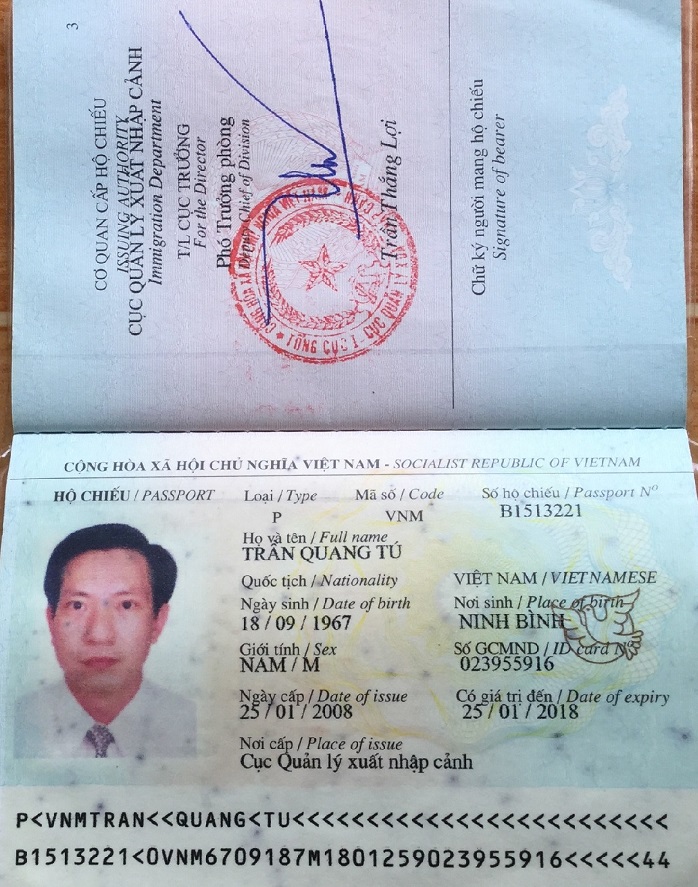 3
CƠ QUAN CẤP HỘ CHIẾU
ISSUING AUTHORITY
CỤC QUẢN LÝ XUẤT NHẬP CẢNH
Immigration Department
T/L CỤC TRƯỞNG
For the Director
Phó Trưởng phòng
Deputy Chief of Division
TỔNG CỤC I - CỤC QUẢN LÝ
Trần Thắng Lợi
Chữ ký người mang hộ chiếu
Signature of bearer
CỘNG HÒA XÃ HỘI CHỦ NGHĨA VIỆT NAM - SOCIALIST REPUBLIC OF VIETNAM
HỘ CHIẾU / PASSPORT Loại / Type Mã số / Code Số hộ chiếu / Passport Nº
P VNM B1513221
Họ và tên / Full name
TRẦN QUANG TÚ
Quốc tịch / Nationality VIỆT NAM / VIETNAMESE
Ngày sinh / Date of birth Nơi sinh / Place of birth
18 / 09 / 1967 NINH BÌNH
Giới tính / Sex Số GCMND / ID card Nº
NAM / M 023955916
Ngày cấp / Date of issue Có giá trị đến / Date of expiry
25 / 01 / 2008 25 / 01 / 2018
Nơi cấp / Place of issue
Cục Quản lý xuất nhập cảnh
P<VNMTRAN<<QUANG<TU<<<<<<<<<<<<<<<<<<<<<<<<<
B1513221<0VNM6709187M1801259023955916<<<<<44